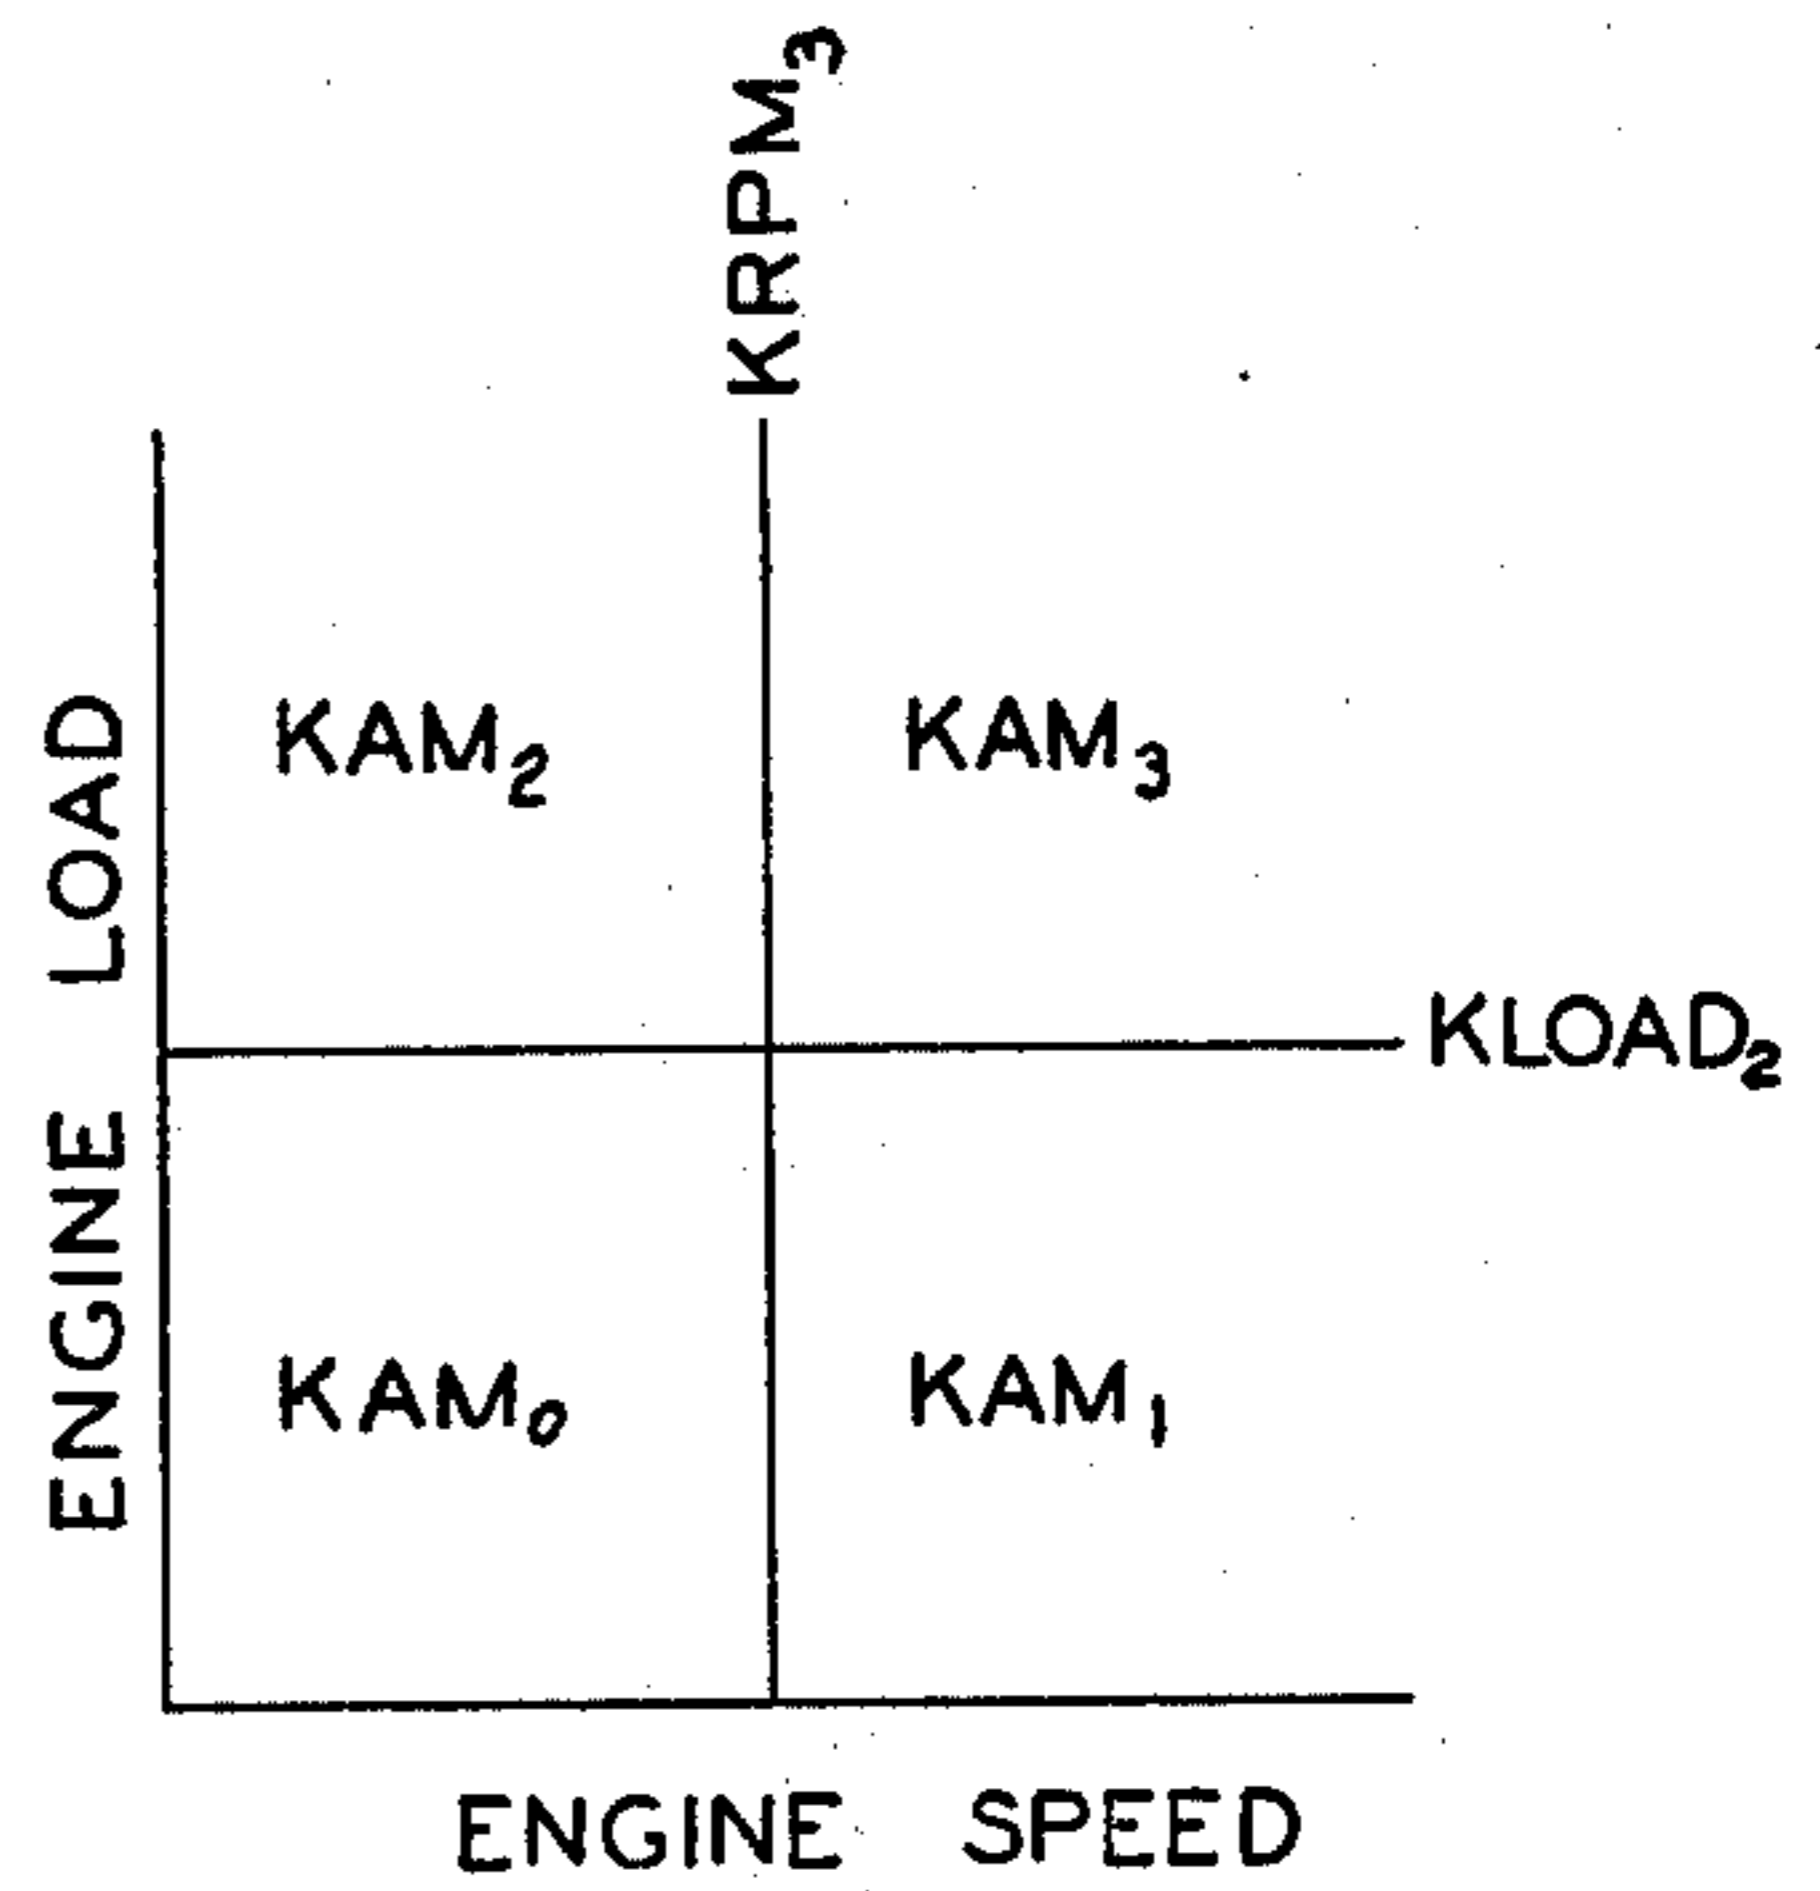 KRPM₃
ENGINE LOAD
KAM₂ KAM₃
KLOAD₂
KAM₀ KAM₁
ENGINE SPEED